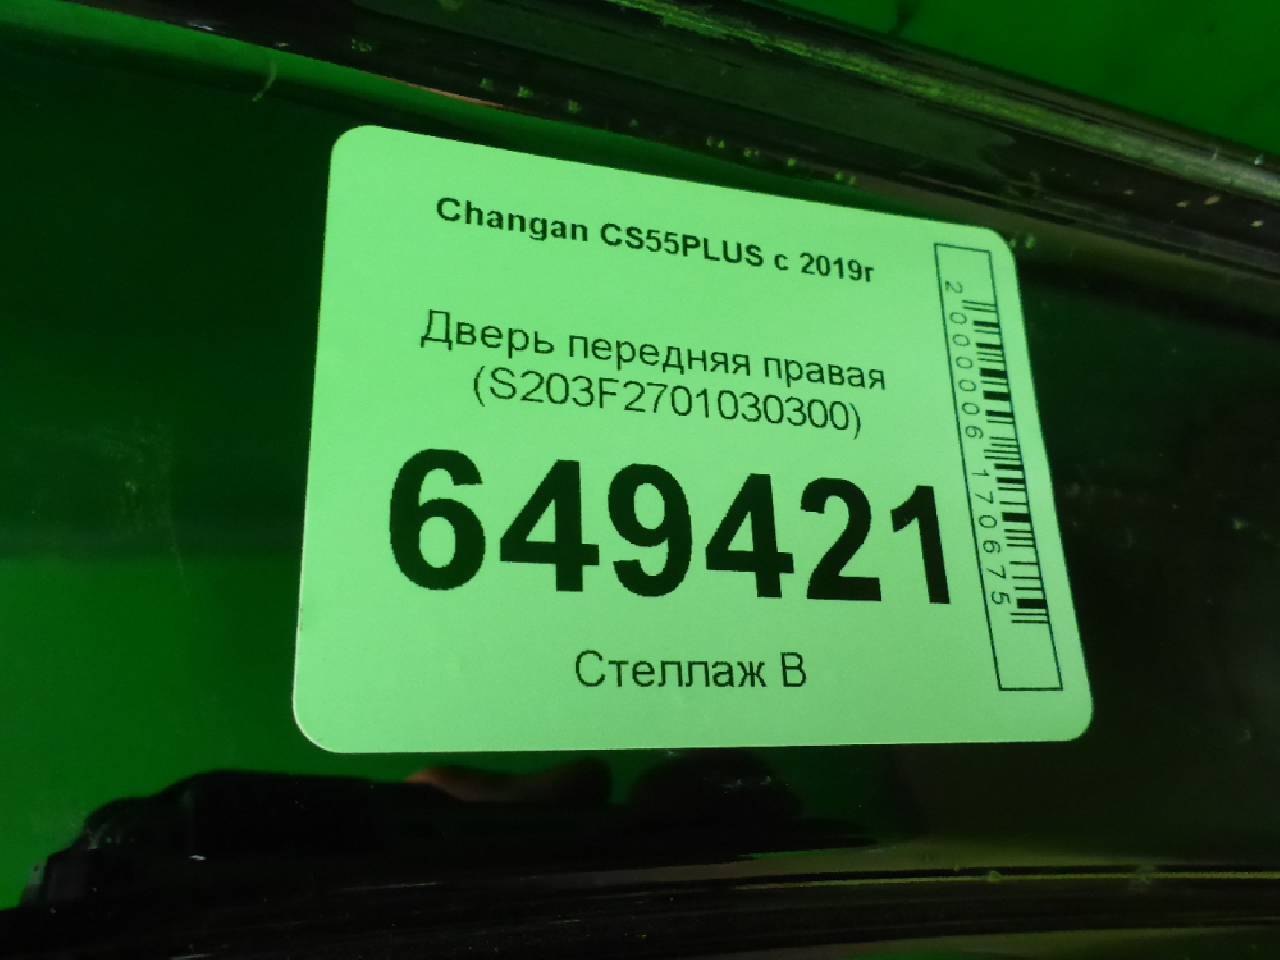 Changan CS55PLUS с 2019г
Дверь передняя правая
(S203F2701030300)
649421
Стеллаж В
2000006170675